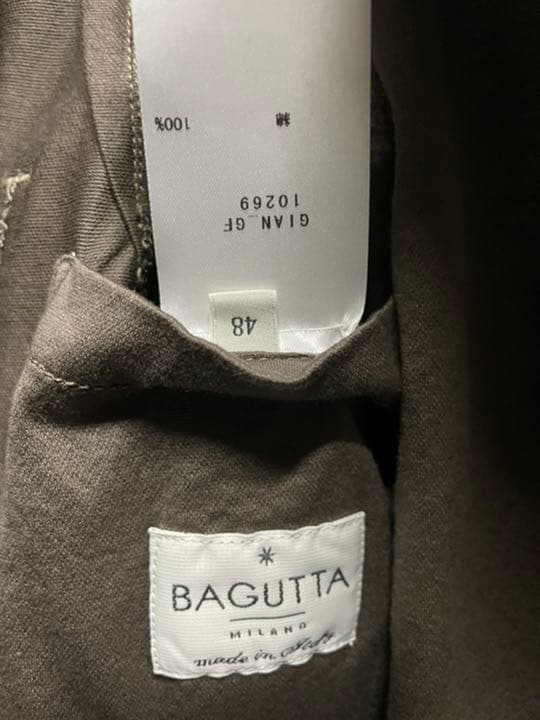 GIAN_GF
10269
綿 100%
48
*
BAGUTTA
MILANO
made in Italy